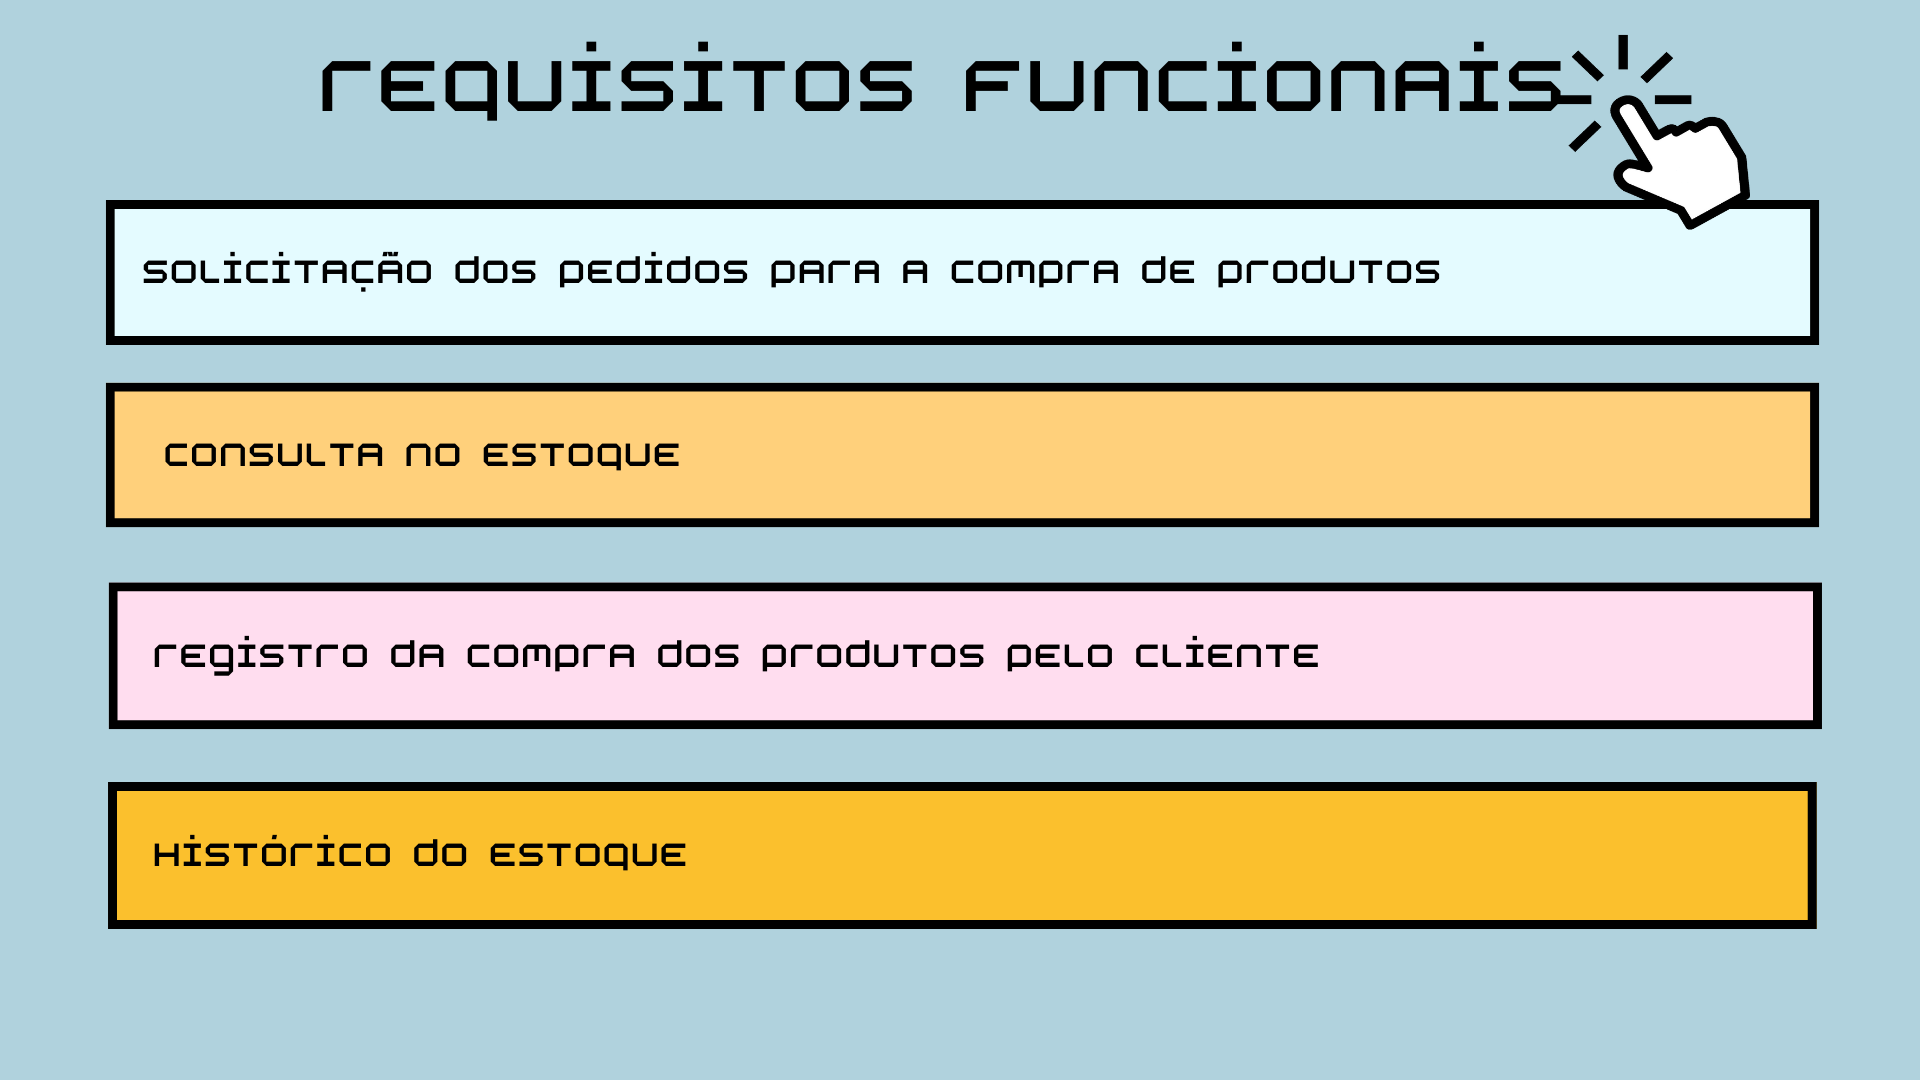 Requisitos Funcionais
Solicitação dos pedidos para a compra de produtos
Consulta no estoque
Registro da compra dos produtos pelo cliente
Histórico do estoque